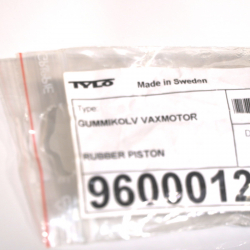 TYLÖ Made in Sweden
Type
GUMMIKOLV VAXMOTOR
RUBBER PISTON
9600012